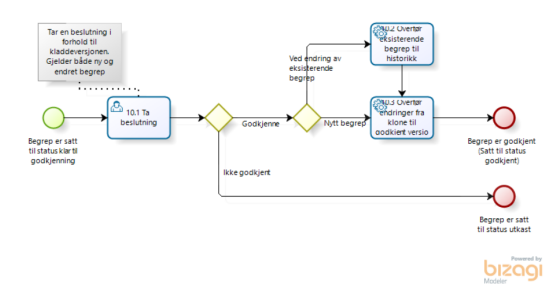 Tar en beslutning i
forhold til
kladdeversjonen.
Gjelder både ny og
endret begrep
10.1 Ta
beslutning
Begrep er satt
til status klar til
godkjenning
Godkjenne
Ved endring av
eksisterende
begrep
Nytt begrep
10.2 Overfør
eksisterende
begrep til
historikk
10.3 Overfør
endringer fra
klone til
godkjent versjo
Begrep er godkjent
(Satt til status
godkjent)
Ikke godkjent
Begrep er satt
til status utkast
Powered by
bizagi
Modeler